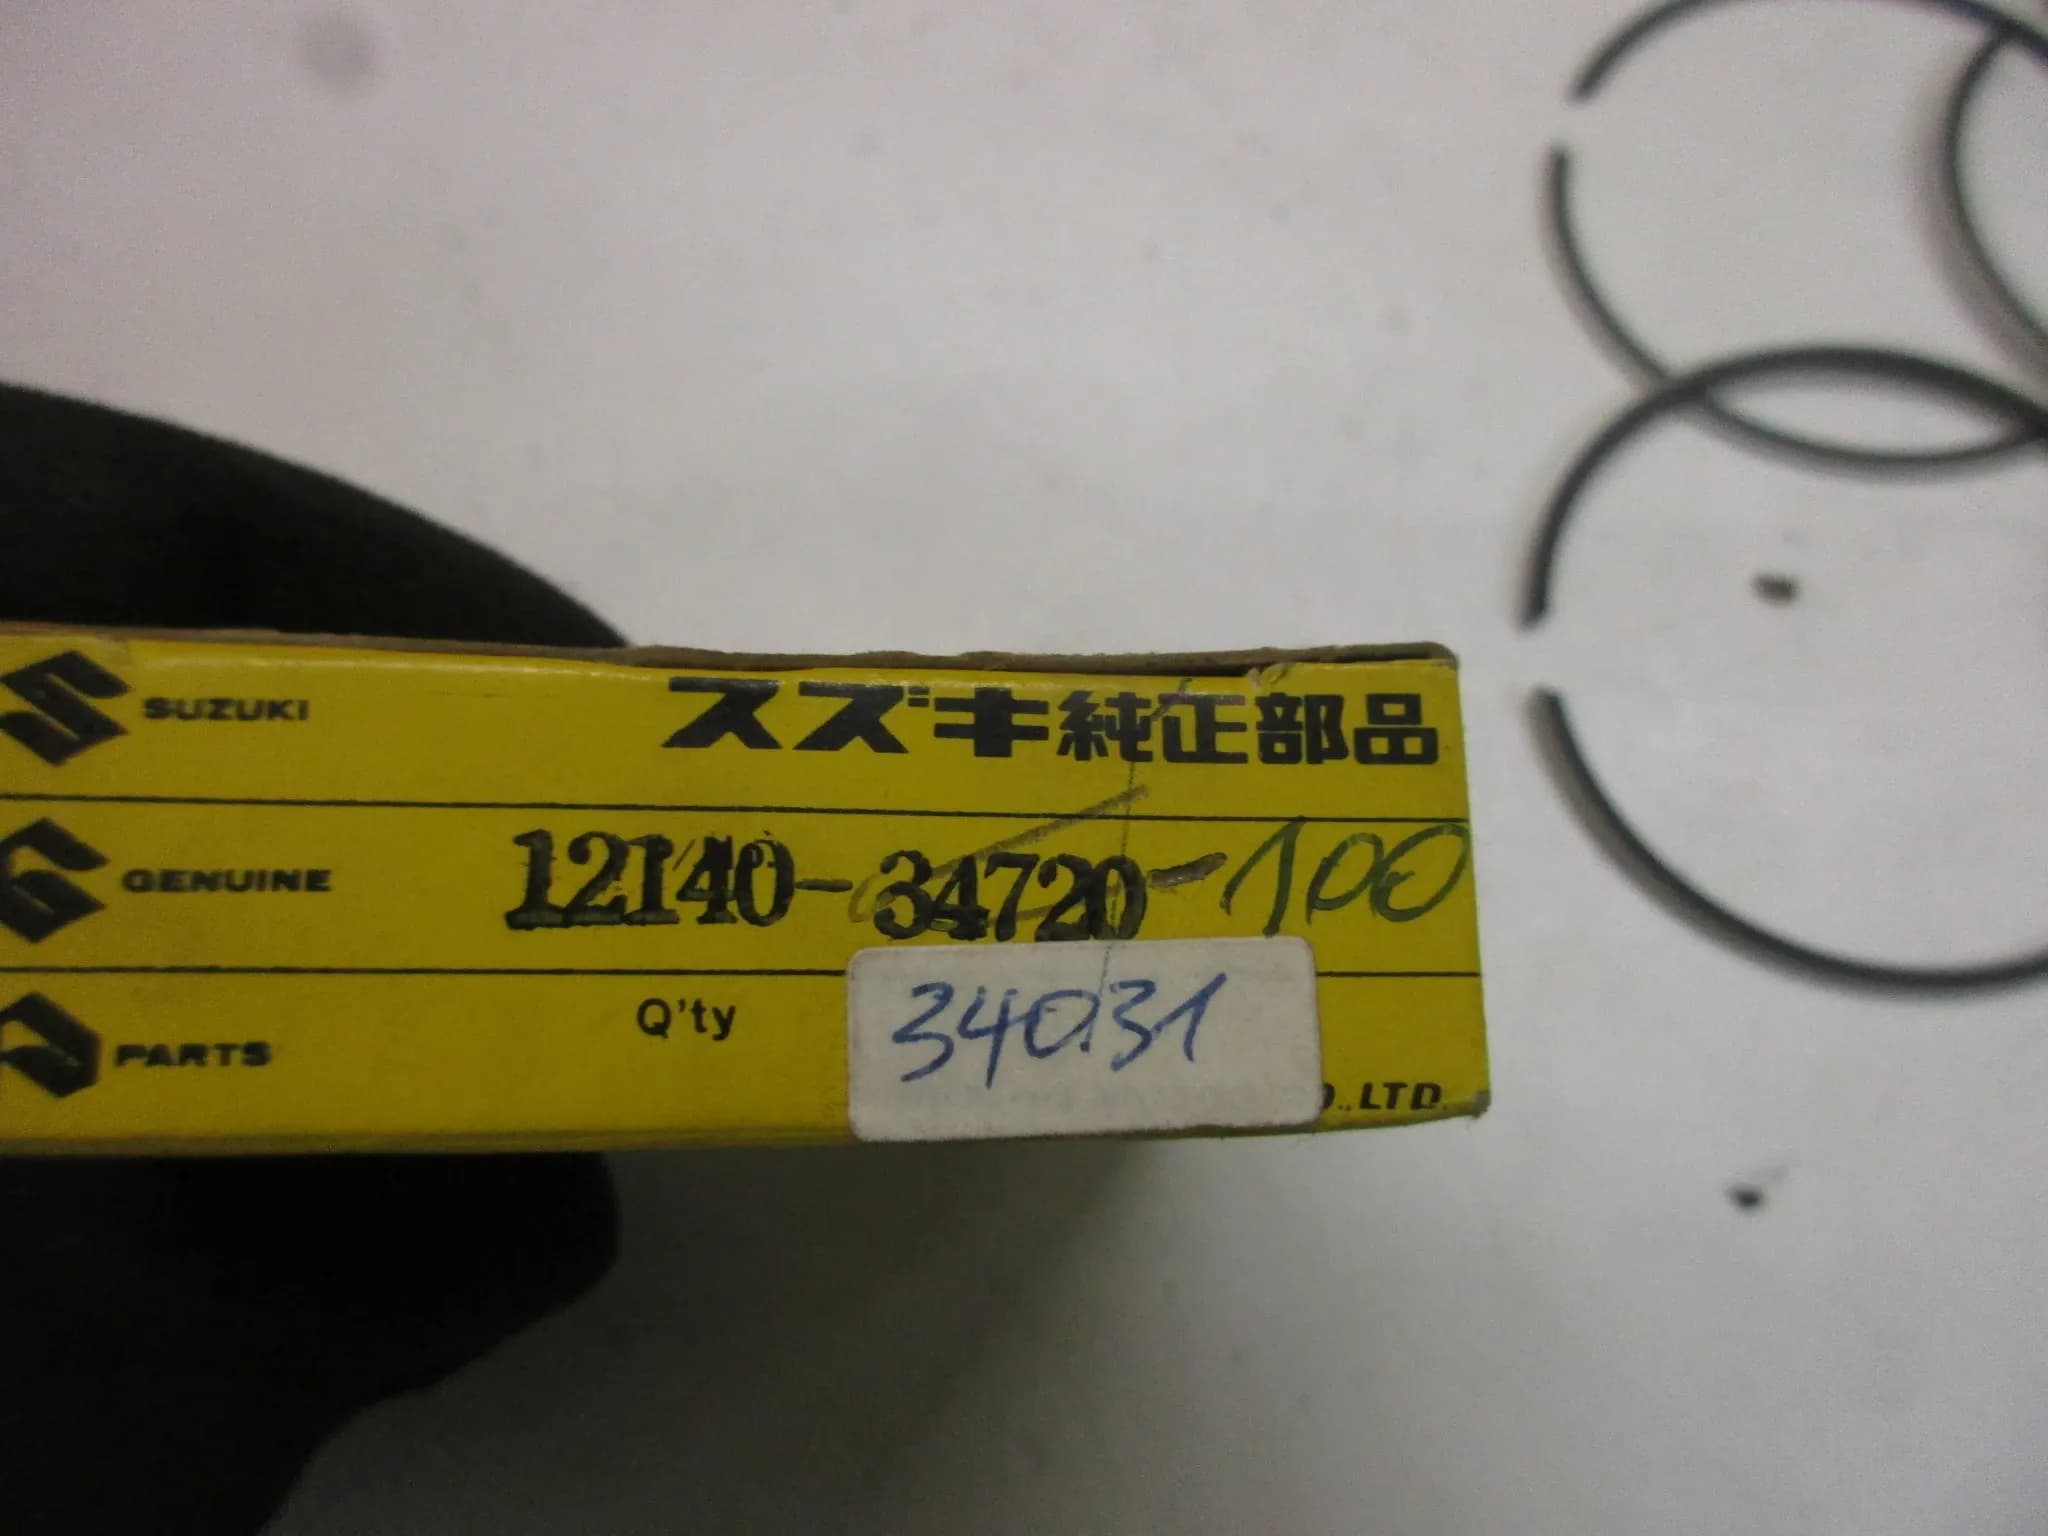 SUZUKI スズキ純正部品
GENUINE 12140-34720-100
PARTS Q'ty 34031
., LTD.